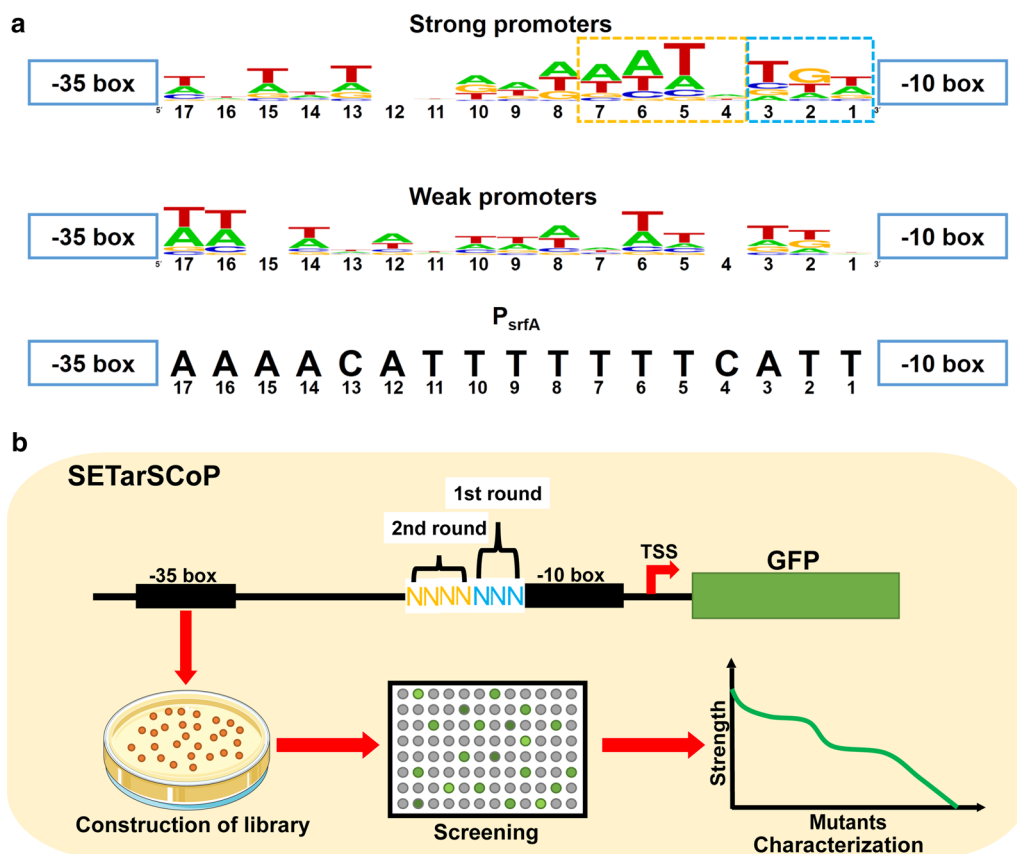 a
Strong promoters
-35 box
-10 box
5´ 17 16 15 14 13 12 11 10 9 8 7 6 5 4 3 2 1 3´
Weak promoters
-35 box
-10 box
5´ 17 16 15 14 13 12 11 10 9 8 7 6 5 4 3 2 1 3´
PsrfA
-35 box A A A A C A T T T T T T T C A T T -10 box
17 16 15 14 13 12 11 10 9 8 7 6 5 4 3 2 1
b
SETarSCoP
1st round
2nd round
TSS
GFP
-35 box
-10 box
NNNNNNN
Strength
Construction of library
Screening
Mutants
Characterization